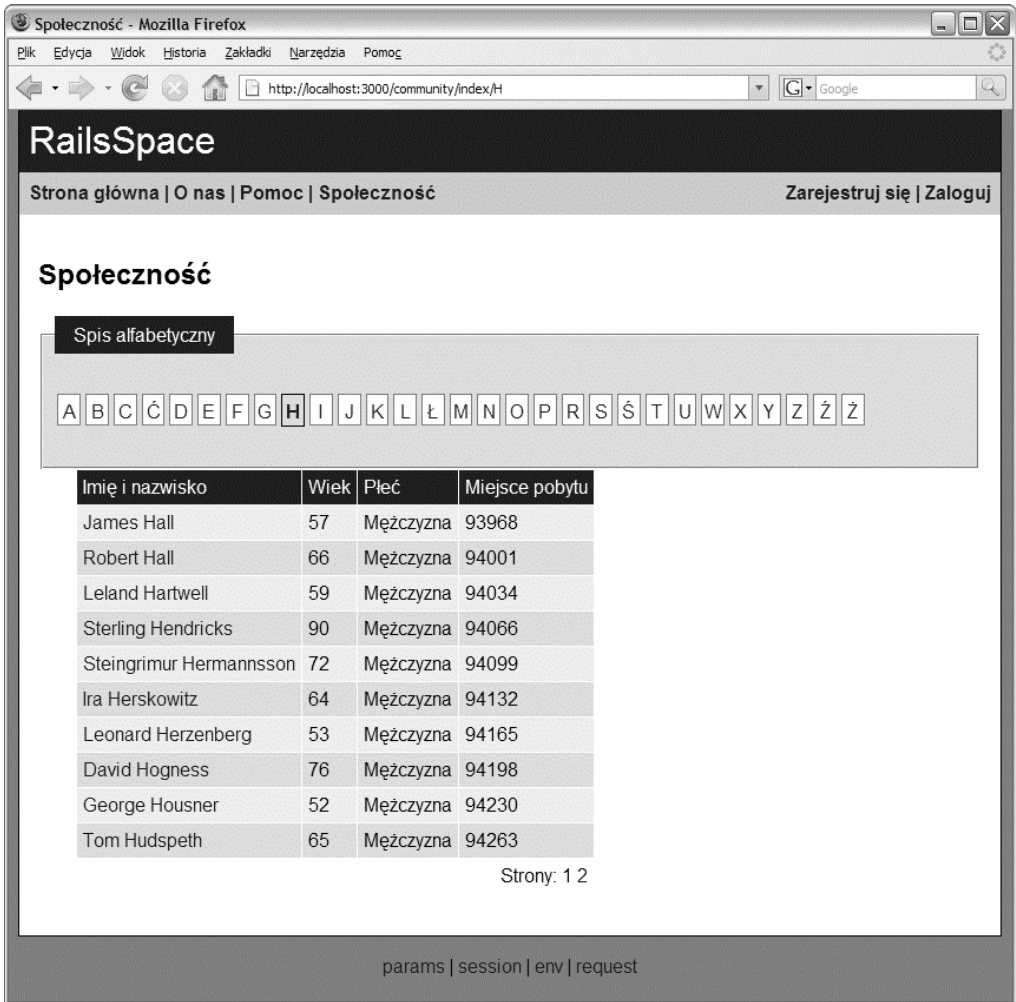 Społeczność - Mozilla Firefox
Plik Edycja Widok Historia Zakładki Narzędzia Pomoc
http://localhost:3000/community/index/H G Google
RailsSpace
Strona główna | O nas | Pomoc | Społeczność Zarejestruj się | Zaloguj
Społeczność
Spis alfabetyczny
A B C Ć D E F G H I J K L Ł M N O P R S Ś T U W X Y Z Ź Ż
Imię i nazwisko Wiek Płeć Miejsce pobytu
James Hall 57 Mężczyzna 93968
Robert Hall 66 Mężczyzna 94001
Leland Hartwell 59 Mężczyzna 94034
Sterling Hendricks 90 Mężczyzna 94066
Steingrimur Hermannsson 72 Mężczyzna 94099
Ira Herskowitz 64 Mężczyzna 94132
Leonard Herzenberg 53 Mężczyzna 94165
David Hogness 76 Mężczyzna 94198
George Housner 52 Mężczyzna 94230
Tom Hudspeth 65 Mężczyzna 94263
Strony: 1 2
params | session | env | request